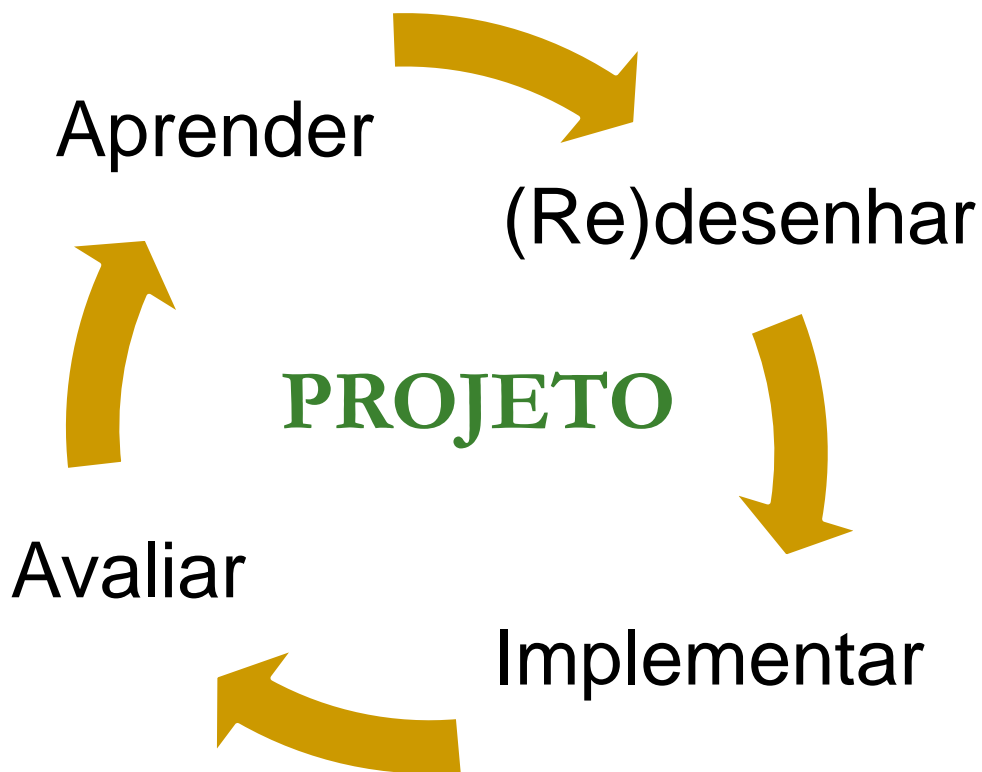 Aprender
(Re)desenhar
PROJETO
Avaliar
Implementar